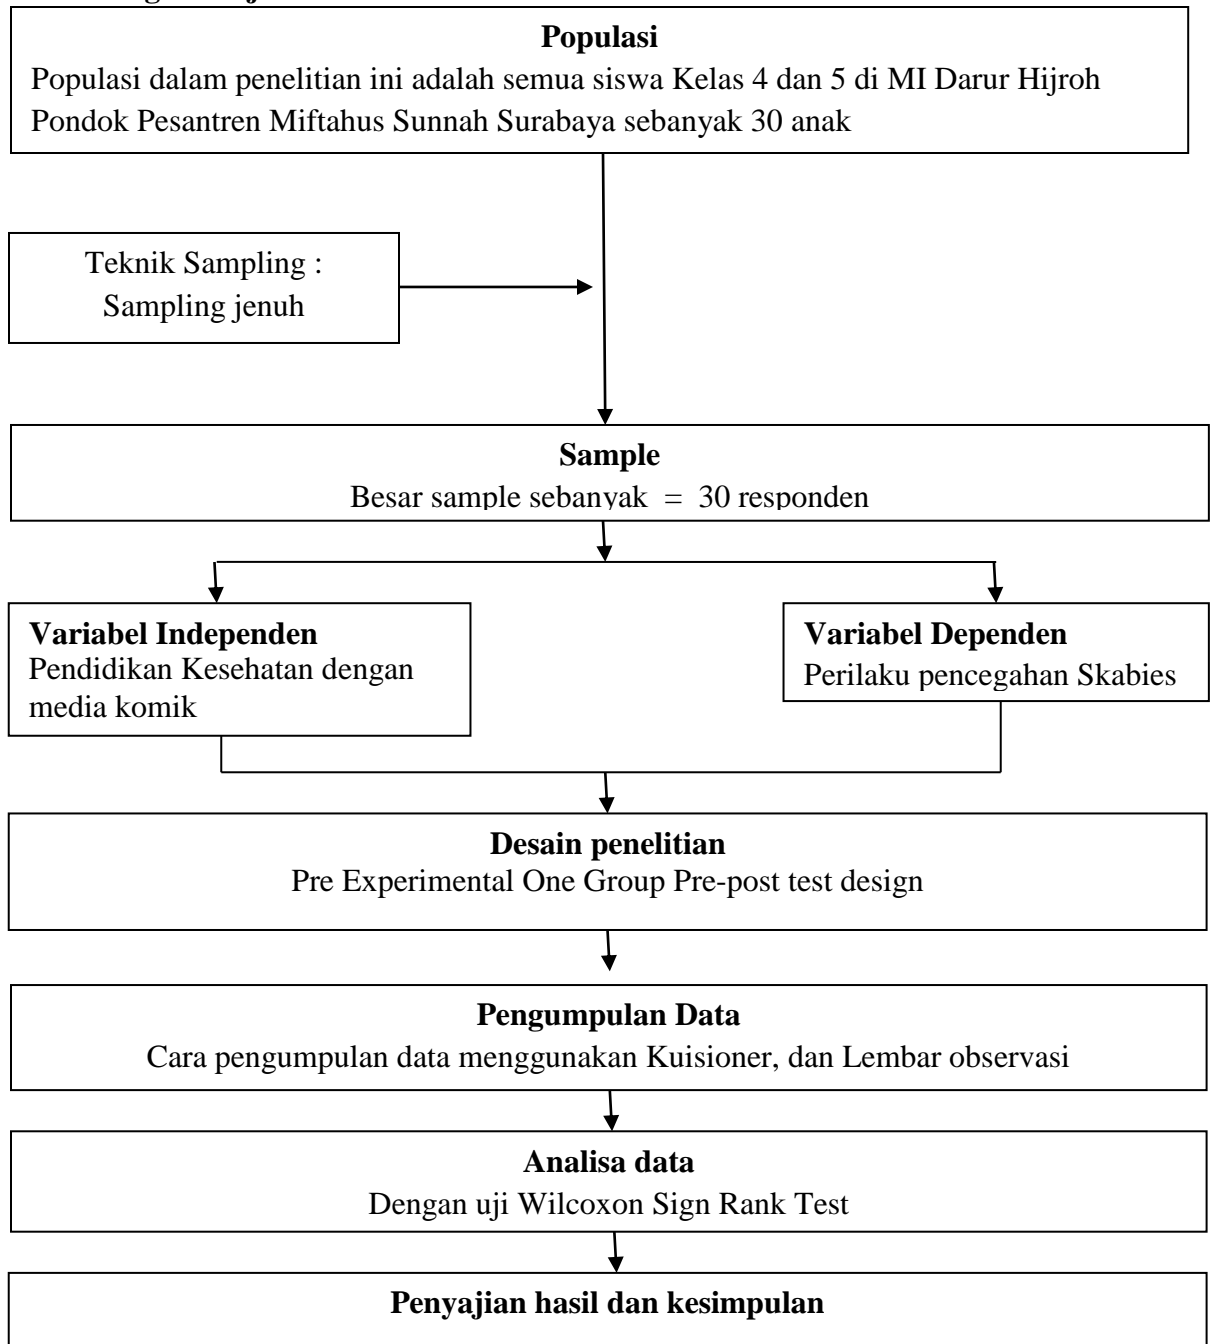 Populasi
Populasi dalam penelitian ini adalah semua siswa Kelas 4 dan 5 di MI Darur Hijroh
Pondok Pesantren Miftahus Sunnah Surabaya sebanyak 30 anak
Teknik Sampling :
Sampling jenuh
Sample
Besar sample sebanyak = 30 responden
Variabel Independen
Pendidikan Kesehatan dengan
media komik
Variabel Dependen
Perilaku pencegahan Skabies
Desain penelitian
Pre Experimental One Group Pre-post test design
Pengumpulan Data
Cara pengumpulan data menggunakan Kuisioner, dan Lembar observasi
Analisa data
Dengan uji Wilcoxon Sign Rank Test
Penyajian hasil dan kesimpulan